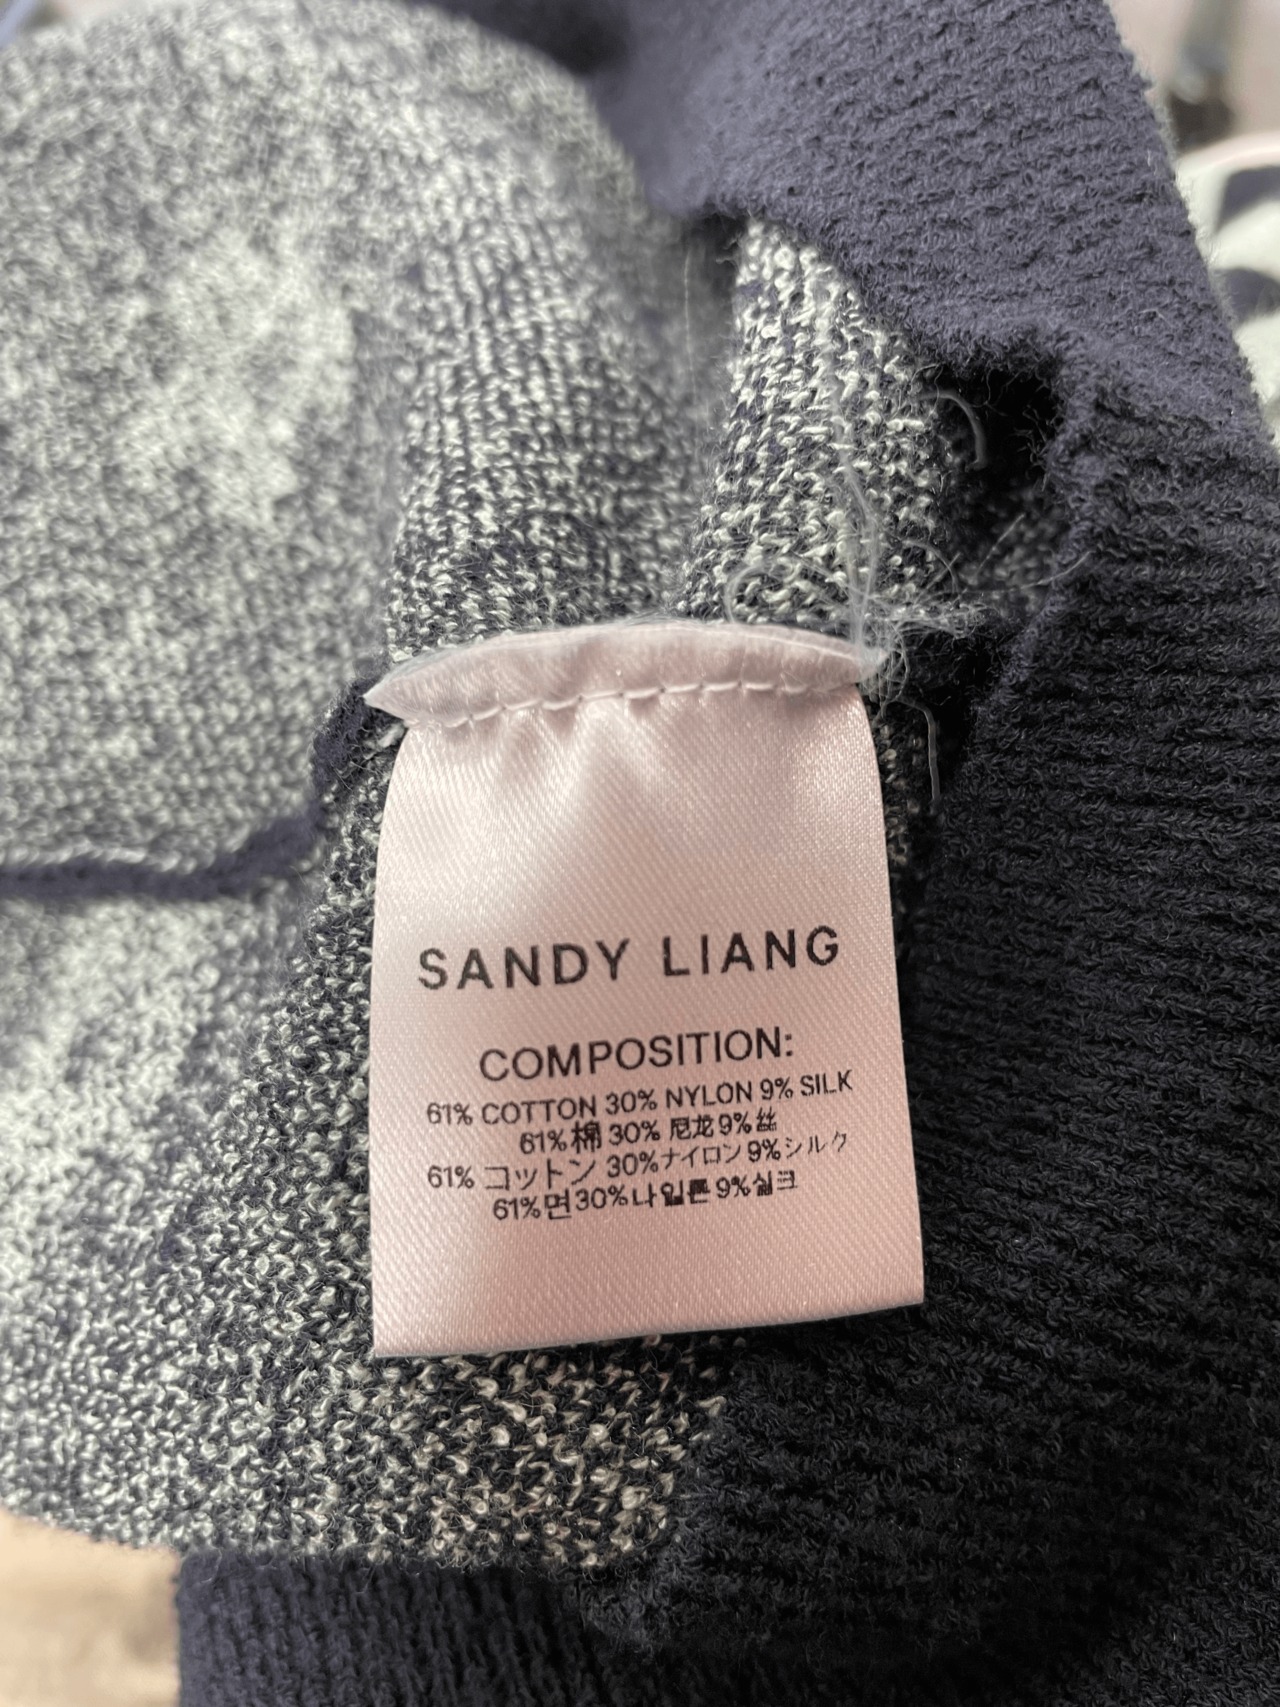 SANDY LIANG
COMPOSITION:
61% COTTON 30% NYLON 9% SILK
61%棉 30% 尼龙 9%丝
61% コットン 30%ナイロン 9%シルク
61%면30%나일론 9%실크